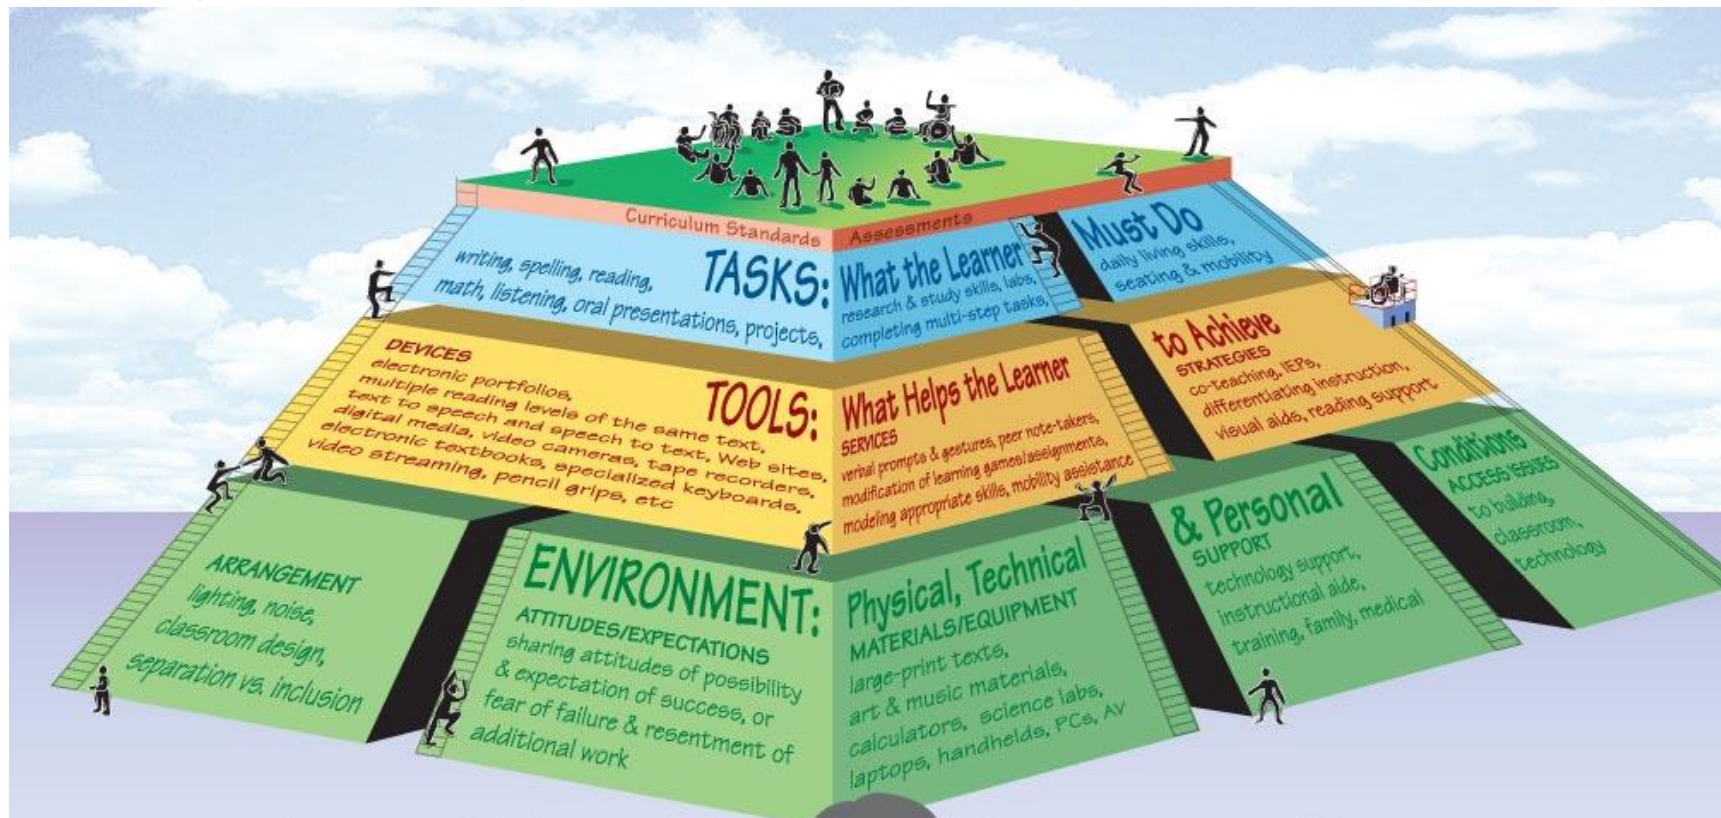 Curriculum Standards
Assessments
TASKS:
writing, spelling, reading,
math, listening, oral presentations, projects,
What the Learner
research & study skills, labs,
completing multi-step tasks,
Must Do
daily living skills,
seating & mobility
TOOLS:
DEVICES
electronic portfolios,
multiple reading levels of the same text,
text to speech and speech to text, Web sites,
digital media, video cameras, tape recorders,
electronic textbooks, specialized keyboards,
video streaming, pencil grips, etc
What Helps the Learner
SERVICES
verbal prompts & gestures, peer note-takers,
modification of learning games/assignments,
modeling appropriate skills, mobility assistance
to Achieve
STRATEGIES
co-teaching, IEPs,
differentiating instruction,
visual aids, reading support
ARRANGEMENT
lighting, noise,
classroom design,
separation vs. inclusion
ENVIRONMENT:
ATTITUDES/EXPECTATIONS
sharing attitudes of possibility
& expectation of success, or
fear of failure & resentment of
additional work
Physical, Technical
MATERIALS/EQUIPMENT
large-print texts,
art & music materials,
calculators, science labs,
laptops, handhelds, PCs, AV
& Personal
SUPPORT
technology support,
instructional aide,
training, family, medical
Conditions
ACCESS ISSUES
to building,
classroom,
technology